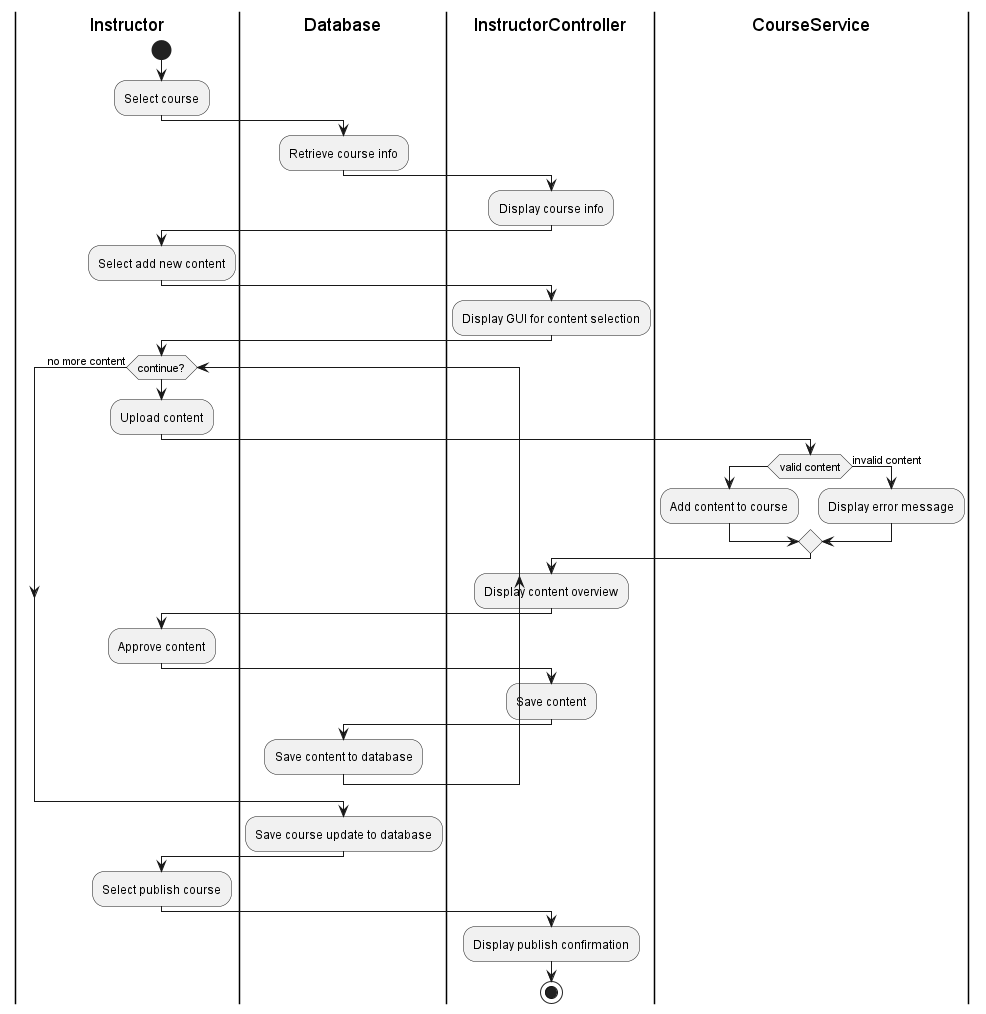 Instructor
Database
InstructorController
CourseService
Select course
Retrieve course info
Display course info
Select add new content
Display GUI for content selection
no more content
continue?
Upload content
valid content
invalid content
Add content to course
Display error message
Display content overview
Approve content
Save content
Save content to database
Save course update to database
Select publish course
Display publish confirmation